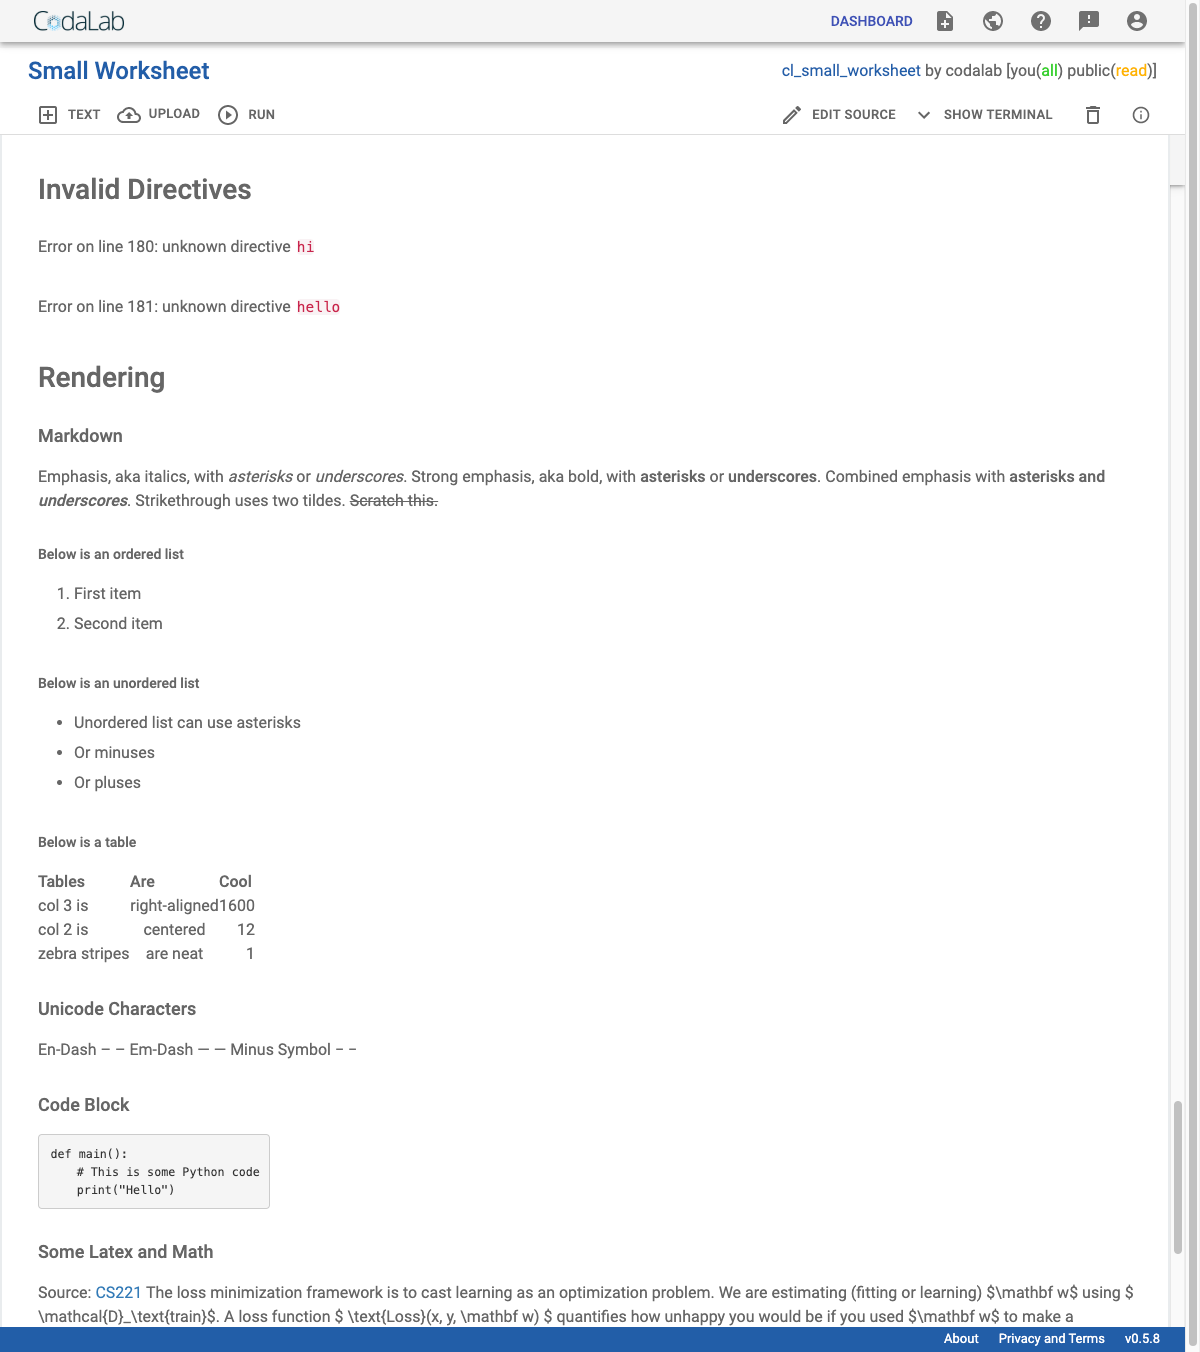 CodaLab
DASHBOARD
Small Worksheet
cl_small_worksheet by codalab [you(all) public(read)]
TEXT UPLOAD RUN
EDIT SOURCE SHOW TERMINAL
Invalid Directives
Error on line 180: unknown directive hi
Error on line 181: unknown directive hello
Rendering
Markdown
Emphasis, aka italics, with asterisks or underscores. Strong emphasis, aka bold, with asterisks or underscores. Combined emphasis with asterisks and
underscores. Strikethrough uses two tildes. Scratch this.
Below is an ordered list
1. First item
2. Second item
Below is an unordered list
• Unordered list can use asterisks
• Or minuses
• Or pluses
Below is a table
Tables Are Cool
col 3 is right-aligned 1600
col 2 is centered 12
zebra stripes are neat 1
Unicode Characters
En-Dash – – Em-Dash — — Minus Symbol − −
Code Block
def main():
    # This is some Python code
    print("Hello")
Some Latex and Math
Source: CS221 The loss minimization framework is to cast learning as an optimization problem. We are estimating (fitting or learning) $\mathbf w$ using $
\mathcal{D}_\text{train}$. A loss function $ \text{Loss}(x, y, \mathbf w) $ quantifies how unhappy you would be if you used $\mathbf w$ to make a
About Privacy and Terms v0.5.8